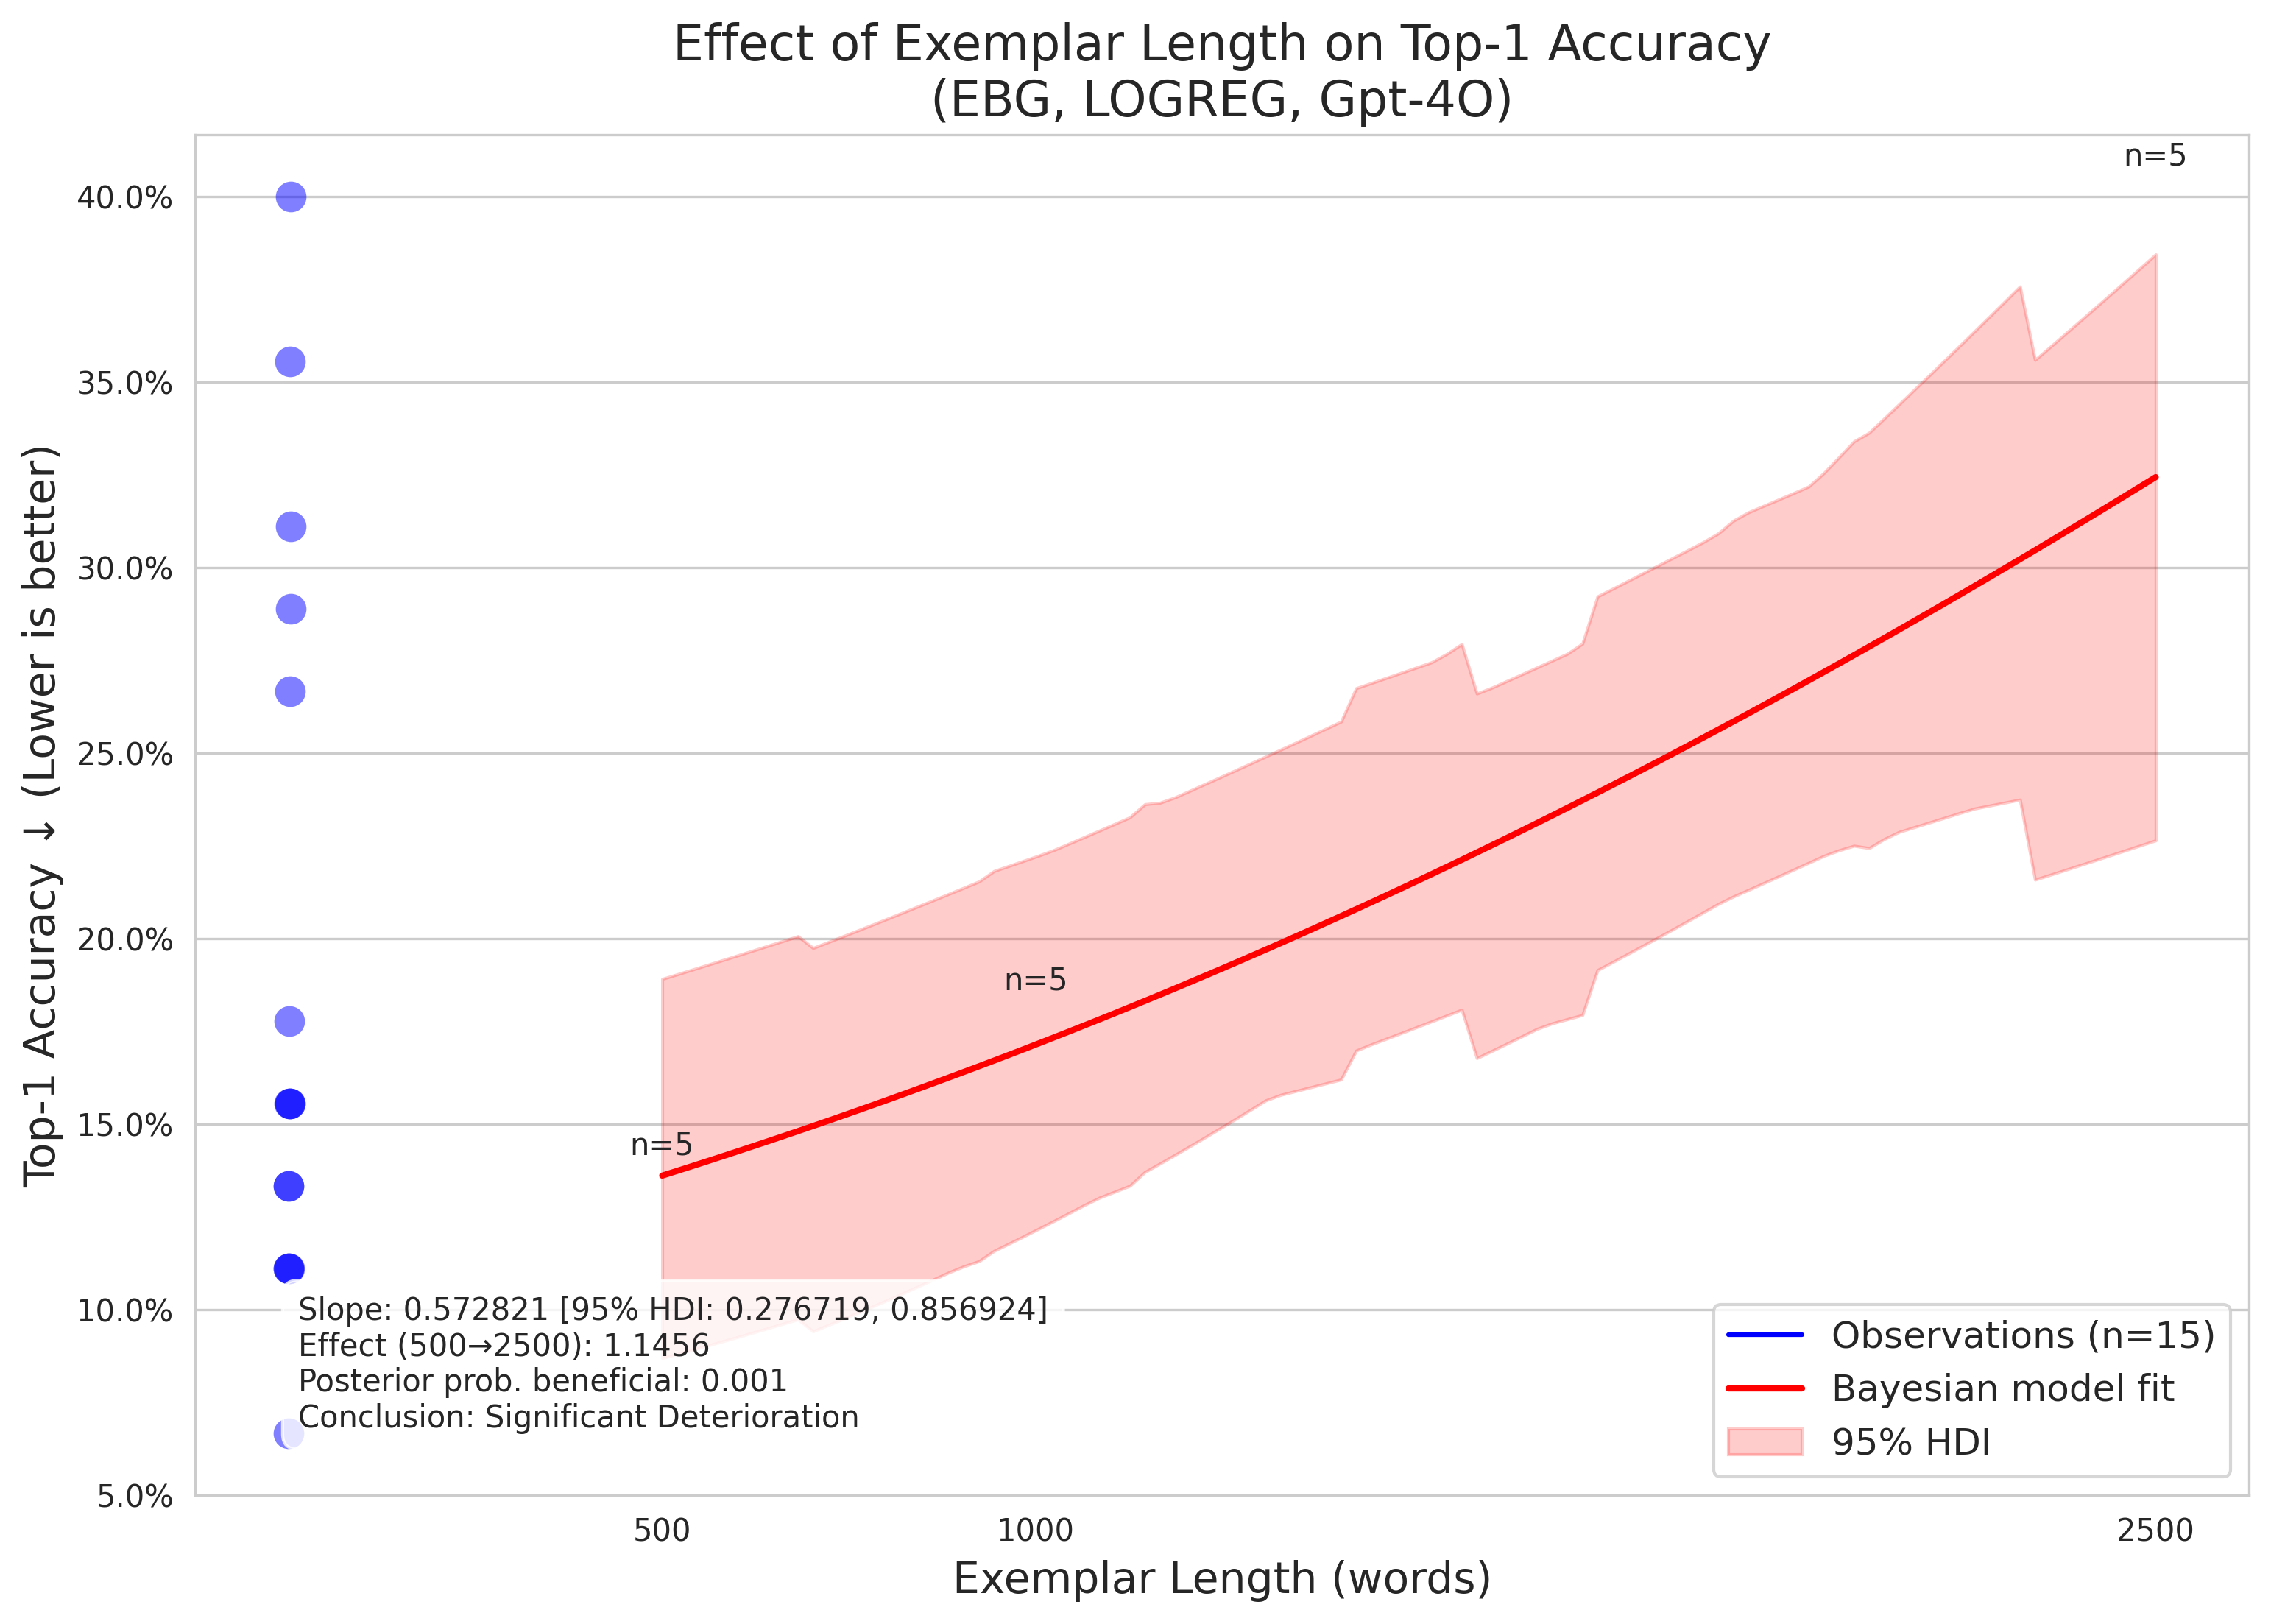 Effect of Exemplar Length on Top-1 Accuracy
(EBG, LOGREG, Gpt-4O)
Top-1 Accuracy ↓ (Lower is better)
40.0%
35.0%
30.0%
25.0%
20.0%
15.0%
10.0%
5.0%
n=5
n=5
n=5
Slope: 0.572821 [95% HDI: 0.276719, 0.856924]
Effect (500→2500): 1.1456
Posterior prob. beneficial: 0.001
Conclusion: Significant Deterioration
Observations (n=15)
Bayesian model fit
95% HDI
500
1000
2500
Exemplar Length (words)